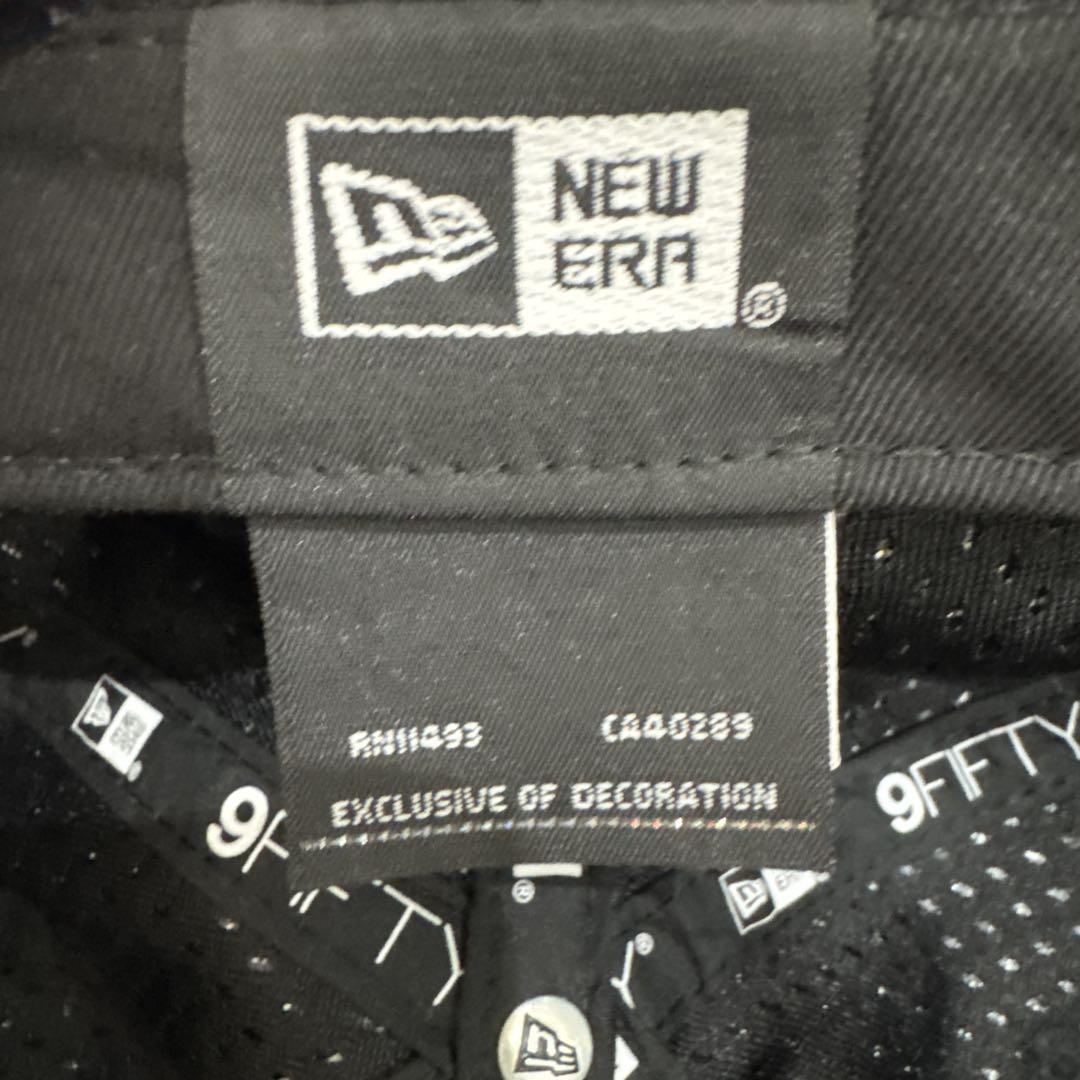 NEW
ERA
®
RN11493 CA40289
EXCLUSIVE OF DECORATION
9FIFTY
9FIFTY
®
Y®